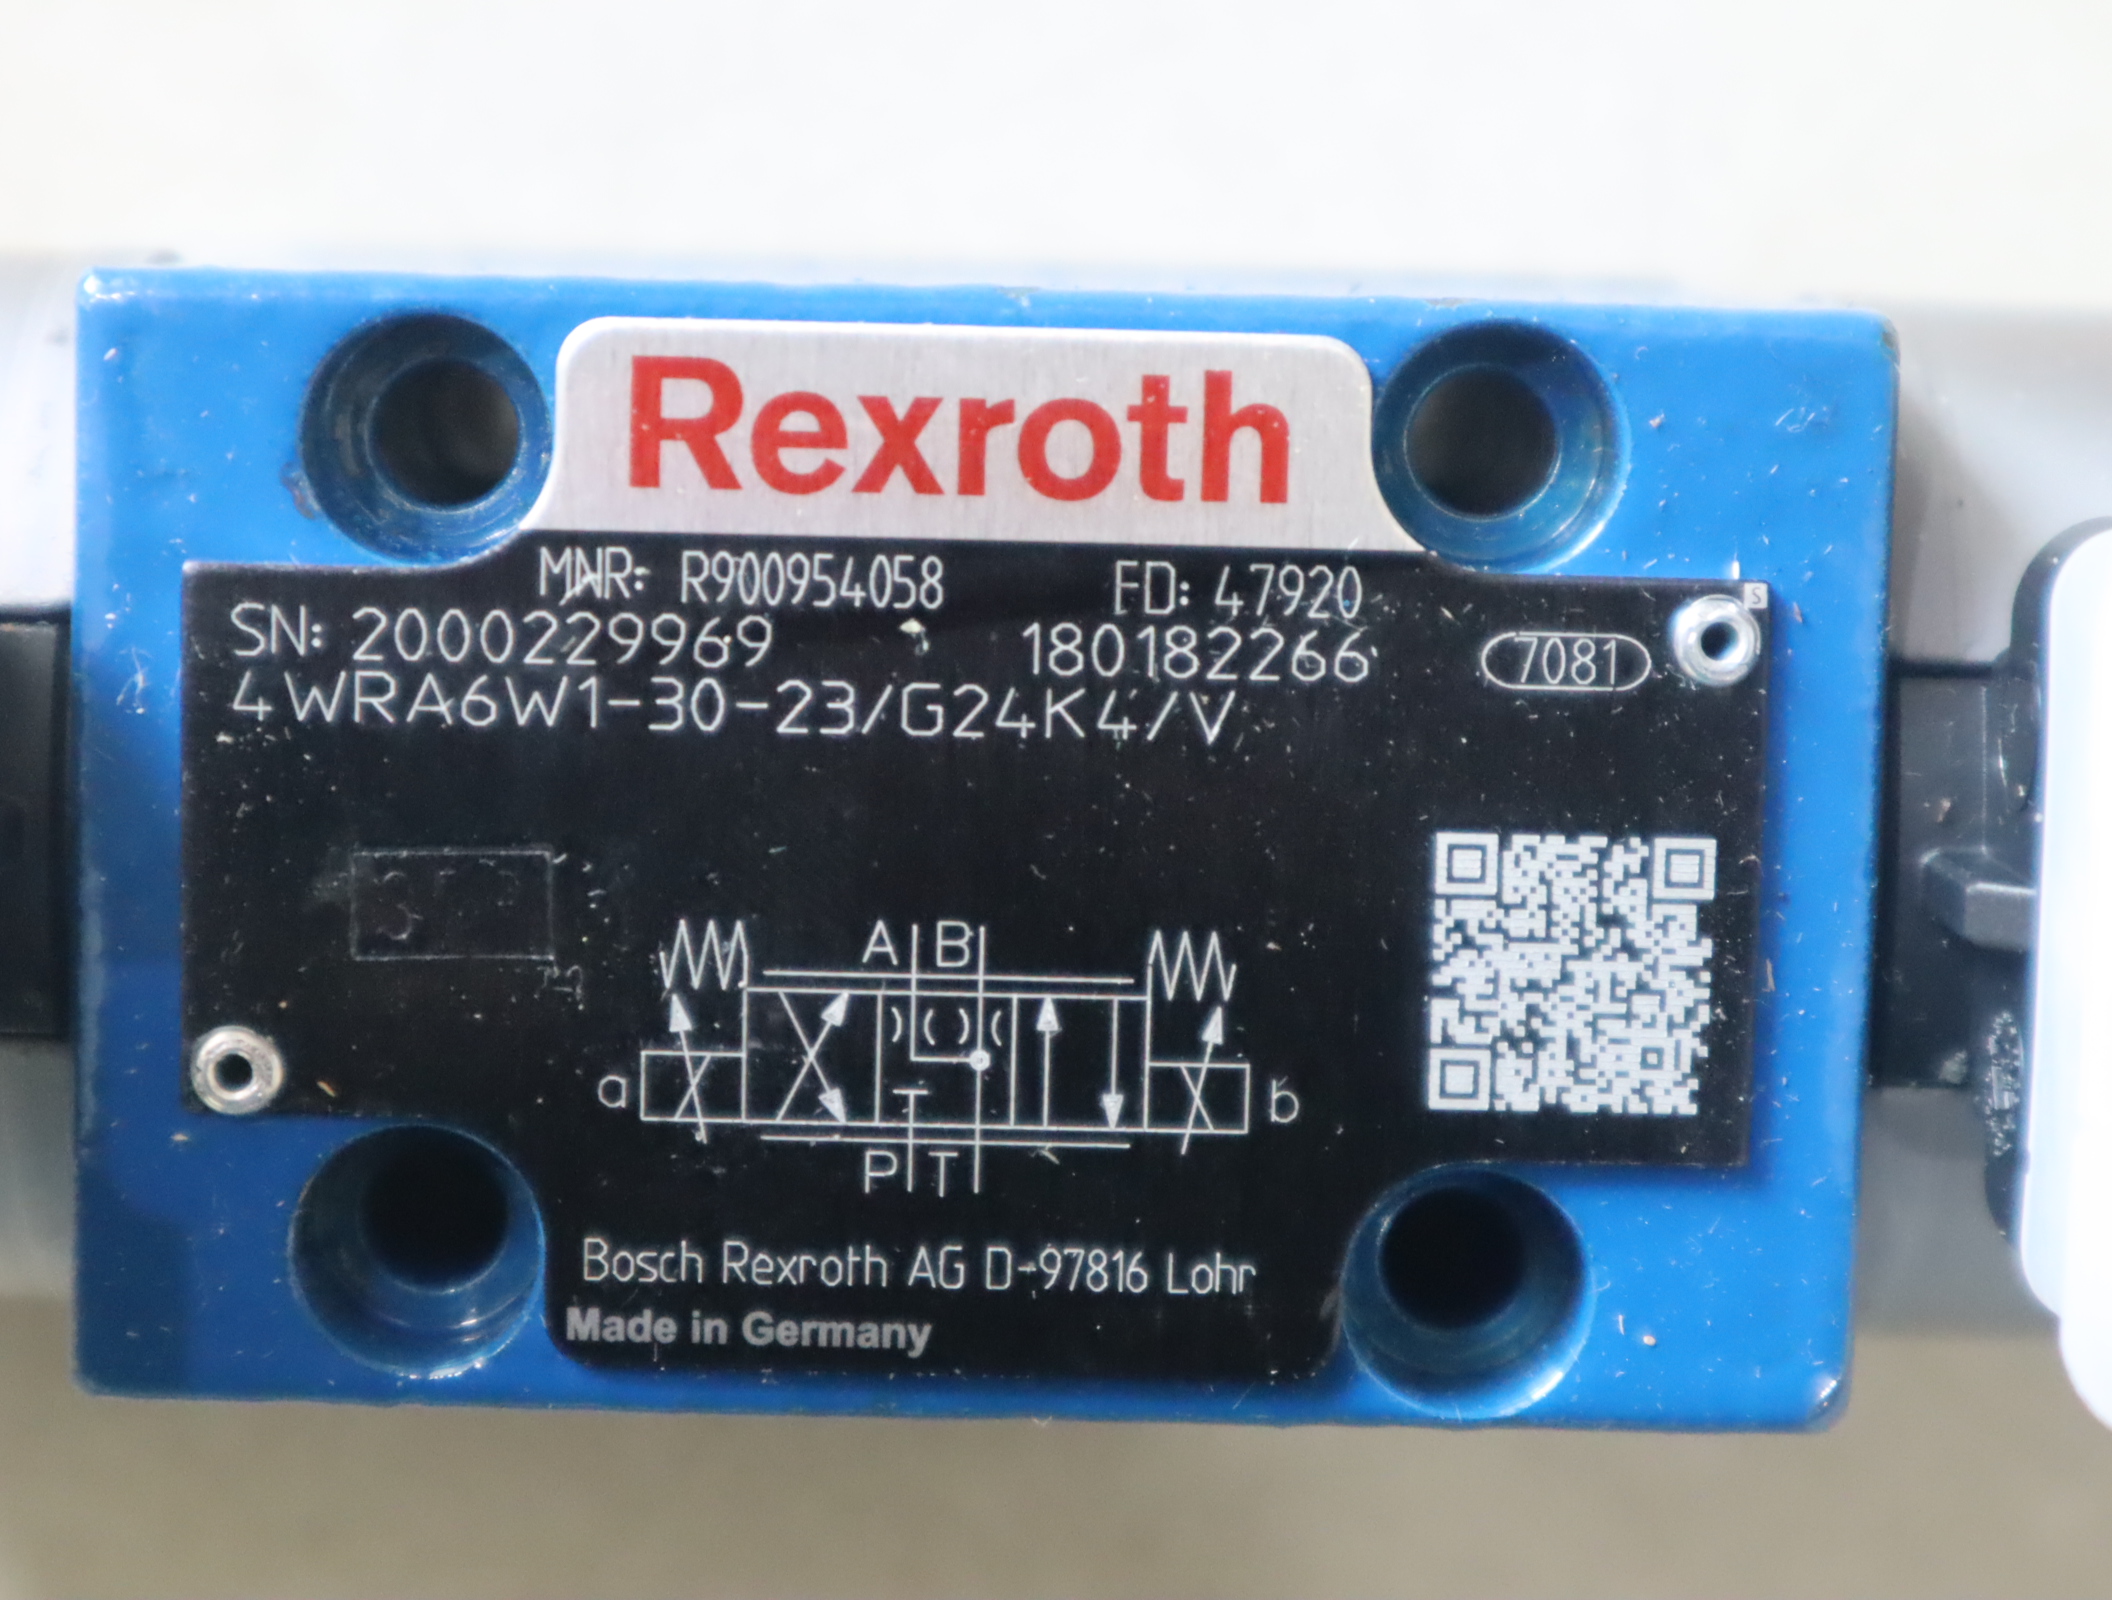 Rexroth
MNR: R900954058 FD: 47920
SN: 2000229969 180182266 7081
S
4WRA6W1-30-23/G24K4/V
A B
a b
P T
Bosch Rexroth AG D-97816 Lohr
Made in Germany